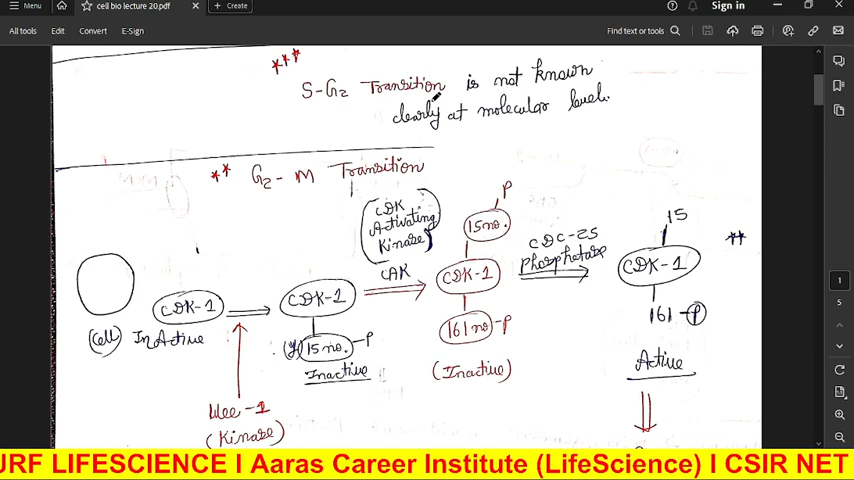 Menu
cell bio lecture 20.pdf
×
+ Create
Sign in
All tools
Edit
Convert
E-Sign
Find text or tools
***
S-G2 Transition is not known
clearly at molecular level.
** G2 - M Transition
CDK
Activating
Kinase
P
15 no.
CDC-25
Phosphetase
15
CDK-1
**
CDK-1
CAK
CDK-1
CDK-1
161 - P
161 no - P
(y) 15 no. - P
(Cell)
InActive
Inactive
(Inactive)
Active
Wee-1
(Kinase)
1
5
URF LIFESCIENCE I Aaras Career Institute (LifeScience) I CSIR NET